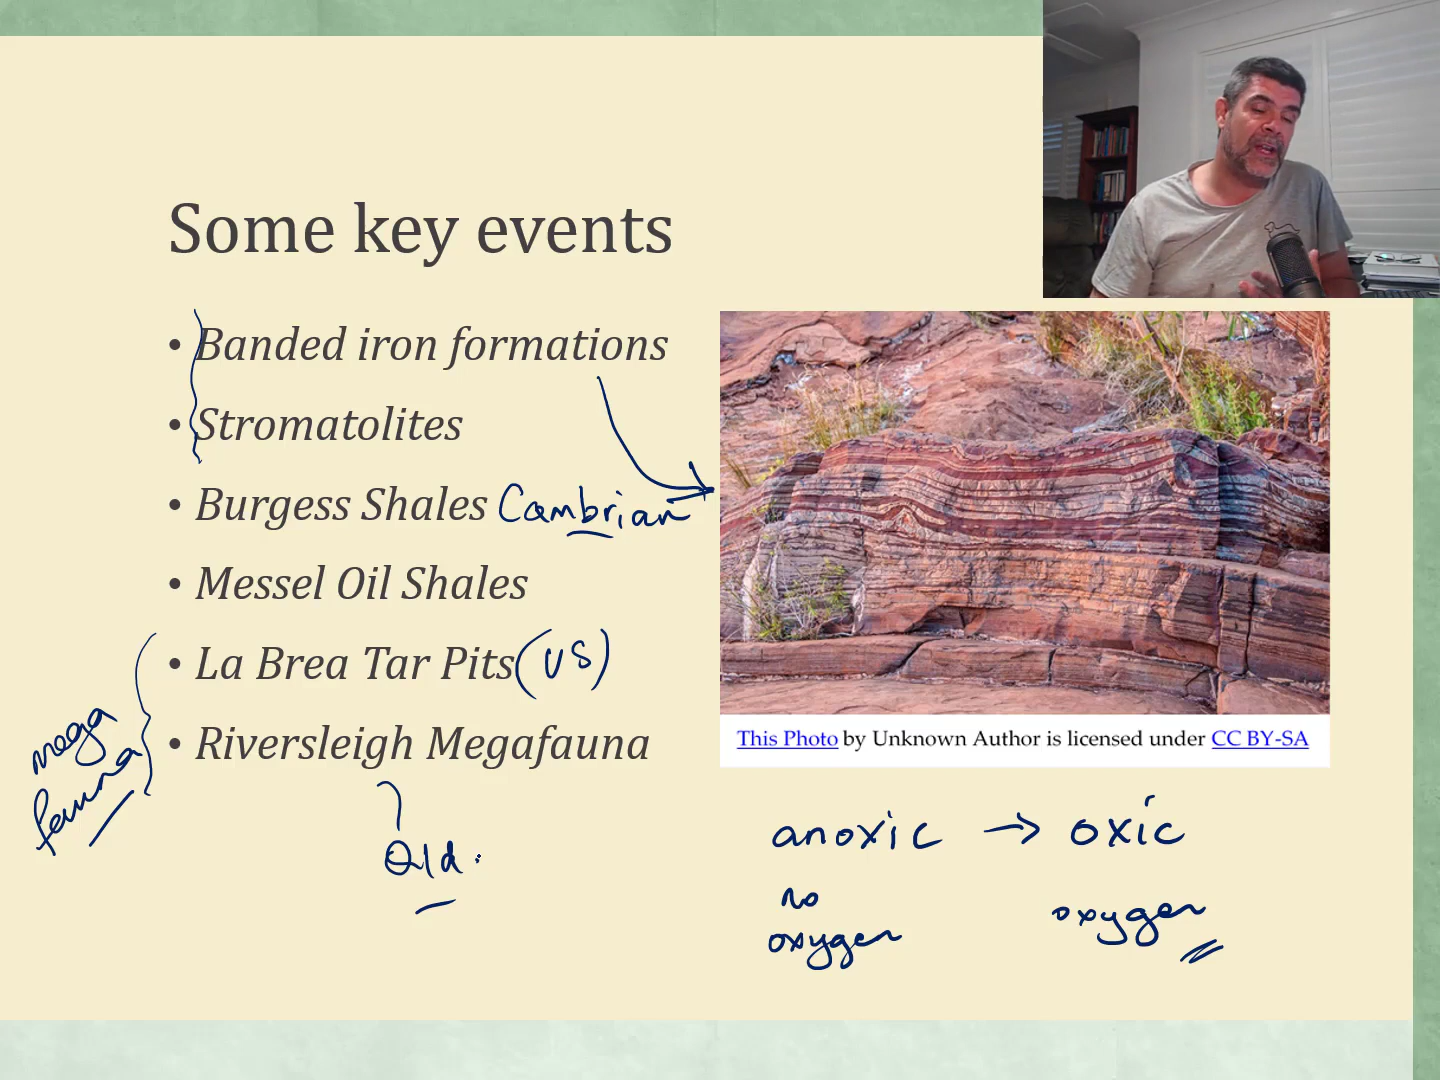 Some key events
• Banded iron formations
• Stromatolites
• Burgess Shales Cambrian
• Messel Oil Shales
• La Brea Tar Pits (US)
• Riversleigh Megafauna
mega
fauna
Qld.
This Photo by Unknown Author is licensed under CC BY-SA
anoxic → oxic
no
oxygen
oxygen